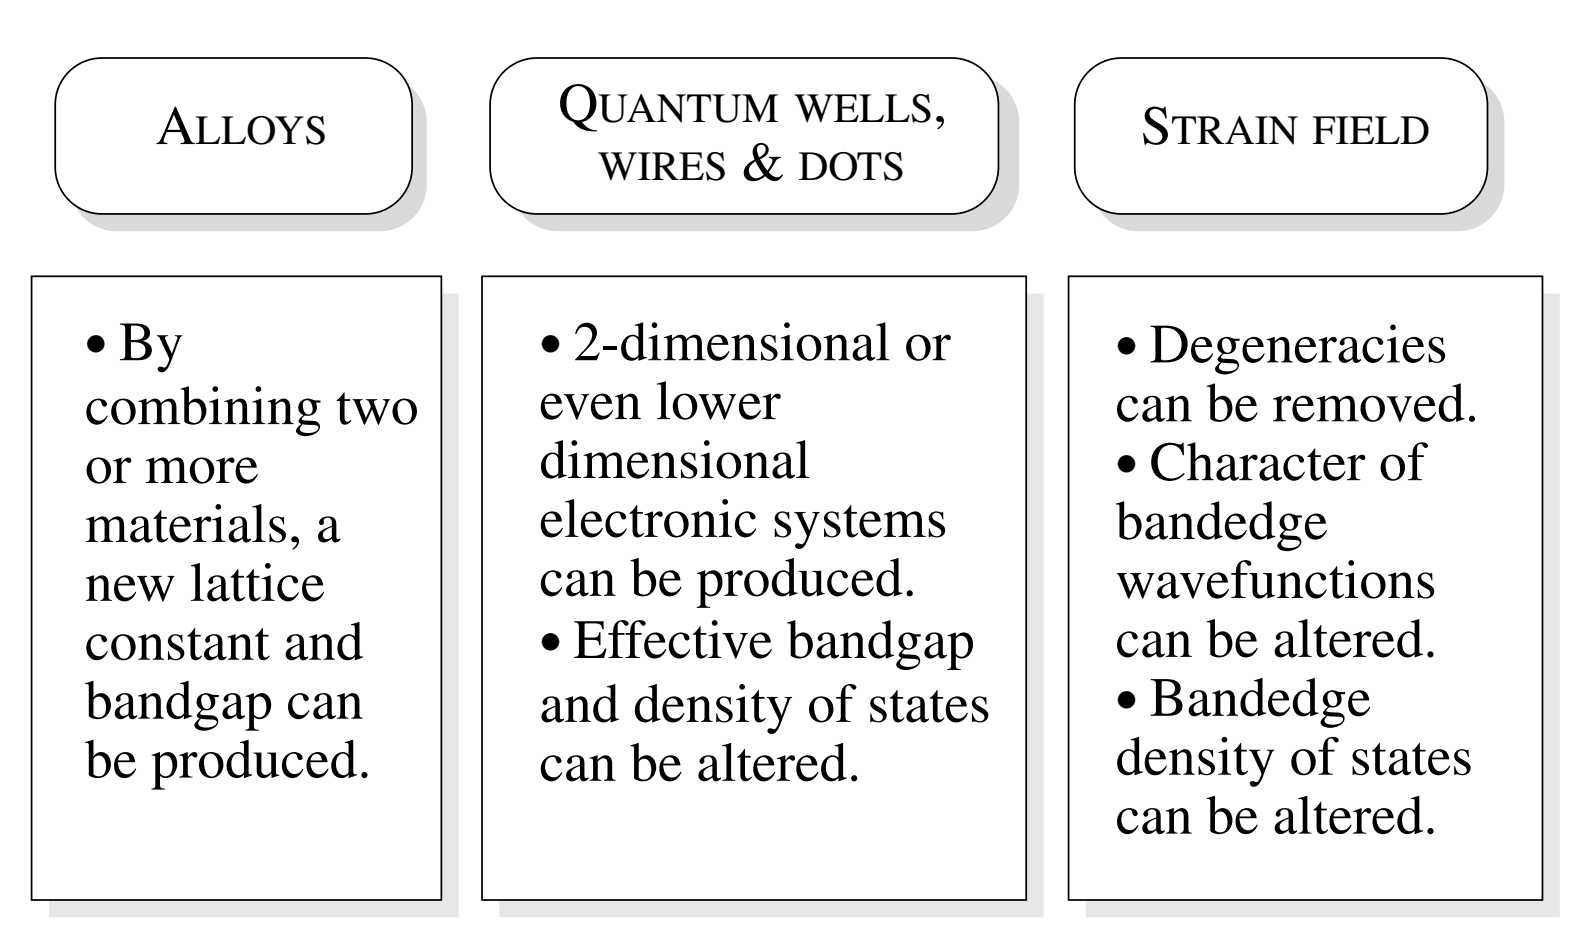 ALLOYS
• By
combining two
or more
materials, a
new lattice
constant and
bandgap can
be produced.
QUANTUM WELLS,
WIRES & DOTS
• 2-dimensional or
even lower
dimensional
electronic systems
can be produced.
• Effective bandgap
and density of states
can be altered.
STRAIN FIELD
• Degeneracies
can be removed.
• Character of
bandedge
wavefunctions
can be altered.
• Bandedge
density of states
can be altered.